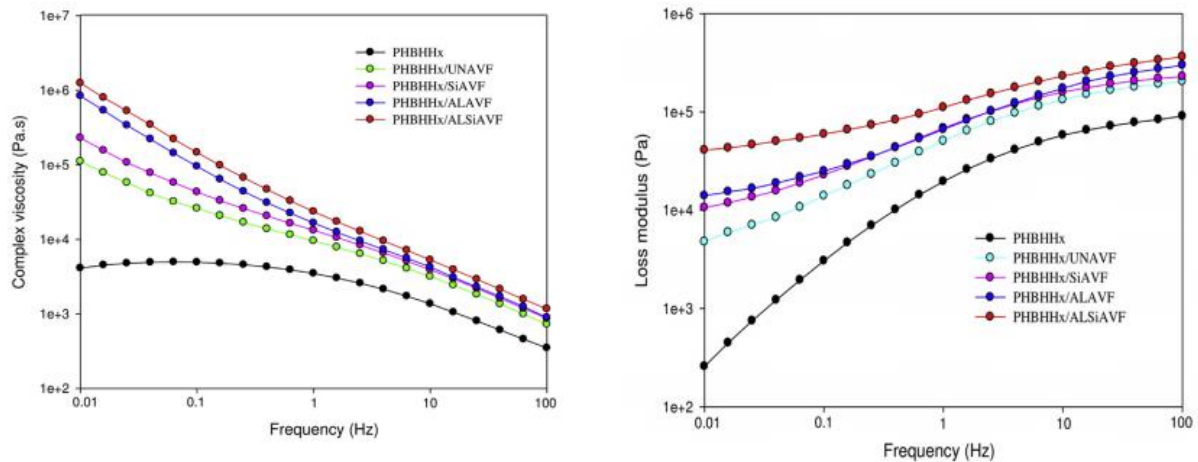 1e+7
1e+6
1e+5
1e+4
1e+3
1e+2
Complex viscosity (Pa.s)
PHBHHx
PHBHHx/UNAVF
PHBHHx/SiAVF
PHBHHx/ALAVF
PHBHHx/ALSiAVF
0.01 0.1 1 10 100
Frequency (Hz)
1e+6
1e+5
1e+4
1e+3
1e+2
Loss modulus (Pa)
PHBHHx
PHBHHx/UNAVF
PHBHHx/SiAVF
PHBHHx/ALAVF
PHBHHx/ALSiAVF
0.01 0.1 1 10 100
Frequency (Hz)